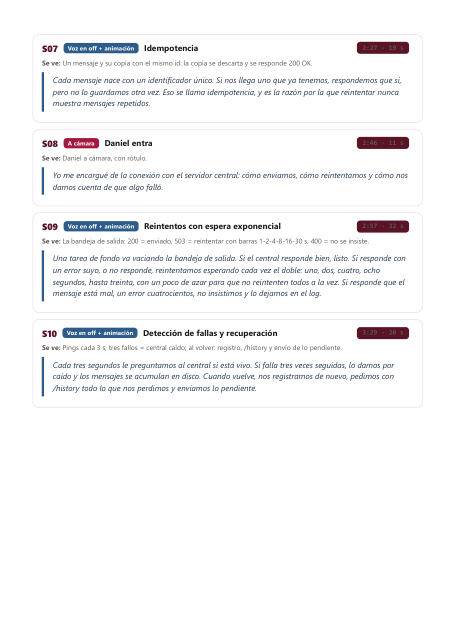 S07 Voz en off + animación Idempotencia 2:27 - 19 s
Se ve: Un mensaje y su copia con el mismo id: la copia se descarta y se responde 200 OK.
Cada mensaje nace con un identificador único. Si nos llega uno que ya tenemos, respondemos que sí,
pero no lo guardamos otra vez. Eso se llama idempotencia, y es la razón por la que reintentar nunca
muestra mensajes repetidos.
S08 A cámara Daniel entra 2:46 - 11 s
Se ve: Daniel a cámara, con rótulo.
Yo me encargué de la conexión con el servidor central: cómo enviamos, cómo reintentamos y cómo nos
damos cuenta de que algo falló.
S09 Voz en off + animación Reintentos con espera exponencial 2:57 - 32 s
Se ve: La bandeja de salida: 200 = enviado, 503 = reintentar con barras 1-2-4-8-16-30 s, 400 = no se insiste.
Una tarea de fondo va vaciando la bandeja de salida. Si el central responde bien, listo. Si responde con
un error suyo, o no responde, reintentamos esperando cada vez el doble: uno, dos, cuatro, ocho
segundos, hasta treinta, con un poco de azar para que no reintenten todos a la vez. Si responde que el
mensaje está mal, un error cuatrocientos, no insistimos y lo dejamos en el log.
S10 Voz en off + animación Detección de fallas y recuperación 3:29 - 30 s
Se ve: Pings cada 3 s; tres fallos = central caído; al volver: registro, /history y envío de lo pendiente.
Cada tres segundos le preguntamos al central si está vivo. Si falla tres veces seguidas, lo damos por
caído y los mensajes se acumulan en disco. Cuando vuelve, nos registramos de nuevo, pedimos con
/history todo lo que nos perdimos y enviamos lo pendiente.